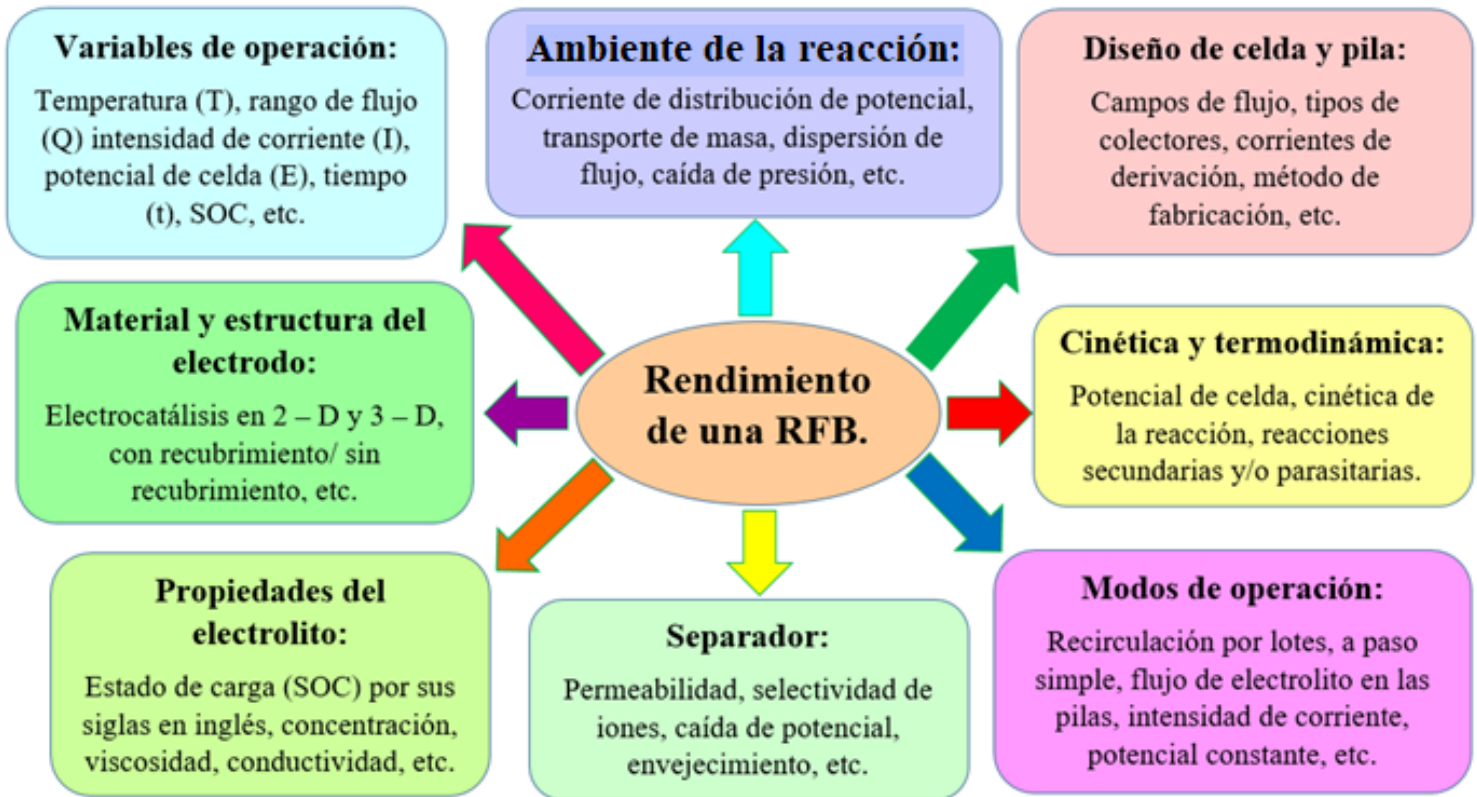 Variables de operación:
Temperatura (T), rango de flujo
(Q) intensidad de corriente (I),
potencial de celda (E), tiempo
(t), SOC, etc.
Ambiente de la reacción:
Corriente de distribución de potencial,
transporte de masa, dispersión de
flujo, caída de presión, etc.
Diseño de celda y pila:
Campos de flujo, tipos de
colectores, corrientes de
derivación, método de
fabricación, etc.
Material y estructura del
electrodo:
Electrocatálisis en 2 – D y 3 – D,
con recubrimiento/ sin
recubrimiento, etc.
Rendimiento
de una RFB.
Cinética y termodinámica:
Potencial de celda, cinética de
la reacción, reacciones
secundarias y/o parasitarias.
Propiedades del
electrolito:
Estado de carga (SOC) por sus
siglas en inglés, concentración,
viscosidad, conductividad, etc.
Separador:
Permeabilidad, selectividad de
iones, caída de potencial,
envejecimiento, etc.
Modos de operación:
Recirculación por lotes, a paso
simple, flujo de electrolito en las
pilas, intensidad de corriente,
potencial constante, etc.